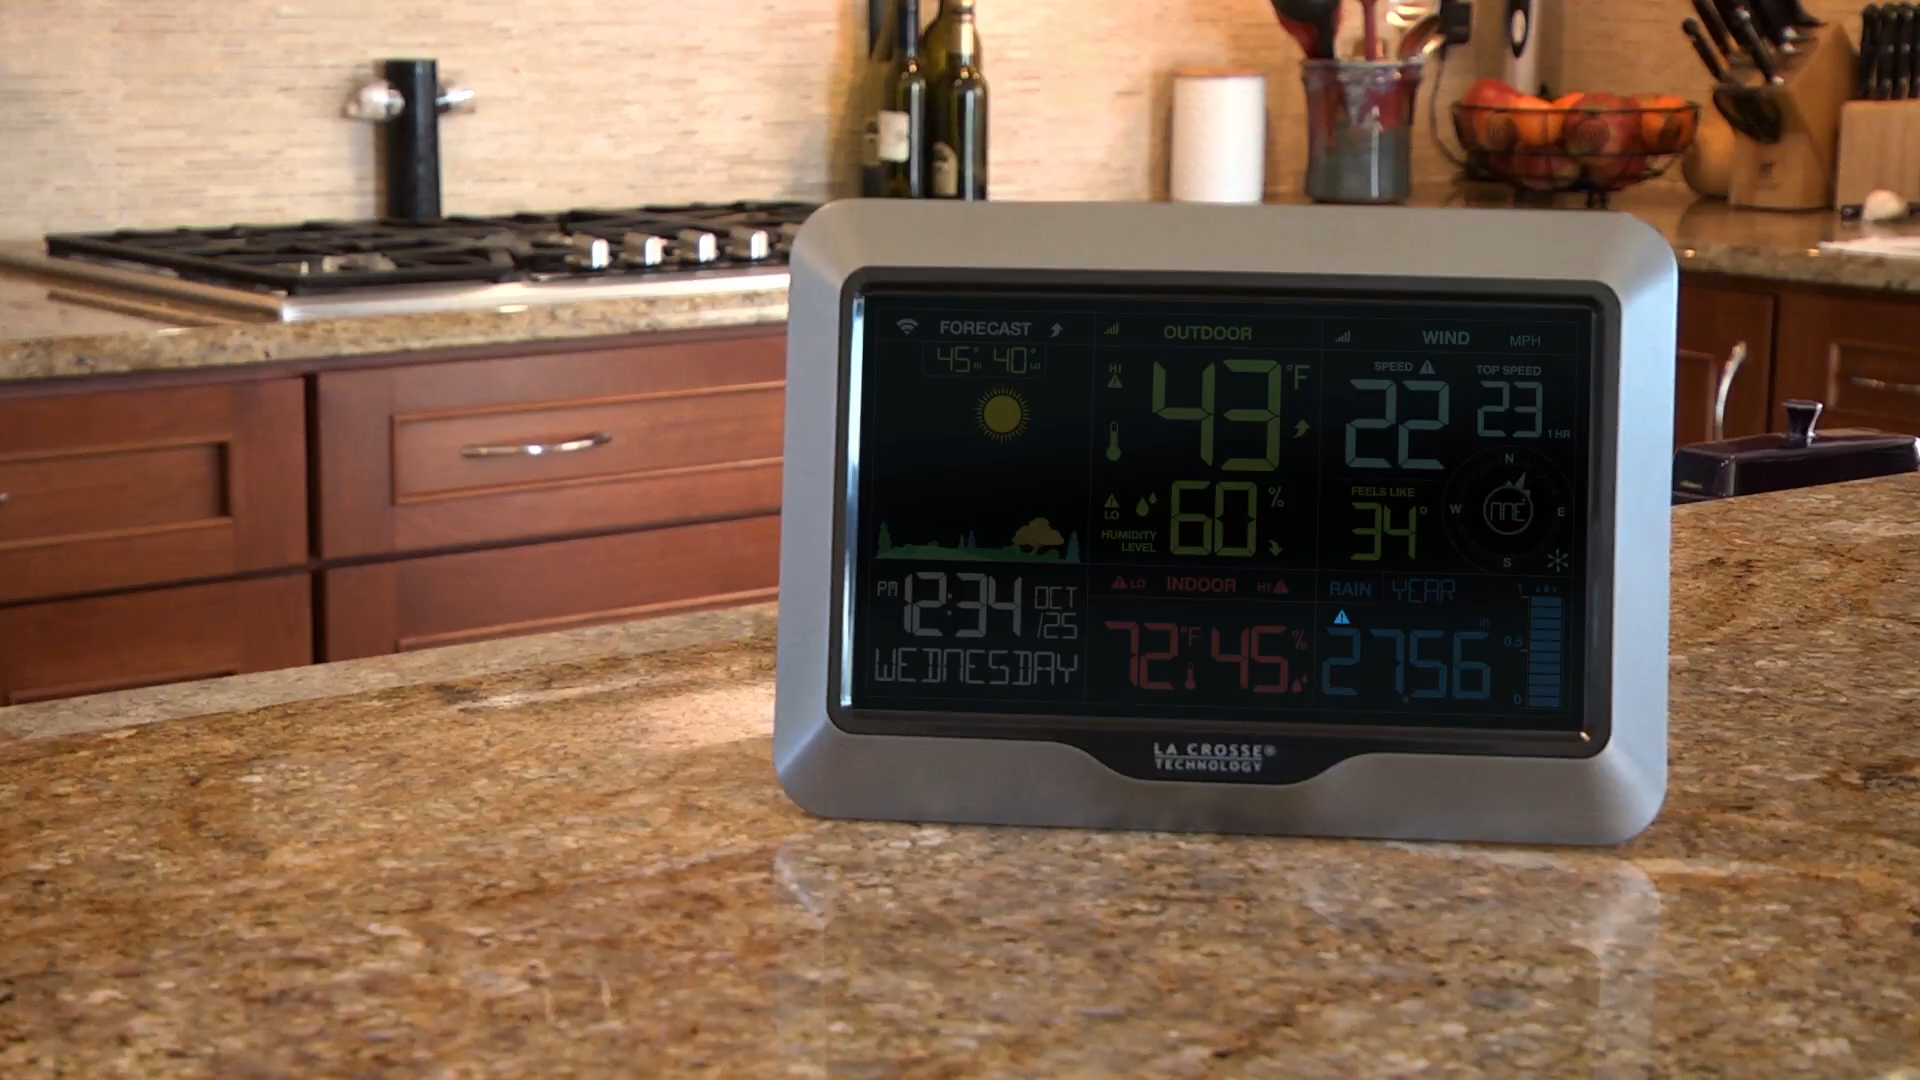 FORECAST
45° HI 40° LO
PM 12:34 OCT /25
WEDNESDAY
OUTDOOR
HI 43 °F
LO 60 %
HUMIDITY LEVEL
LO INDOOR HI
72 °F 45 %
WIND MPH
SPEED TOP SPEED
22 23 1 HR
FEELS LIKE
34°
N
W NNE E
S
RAIN YEAR
27.56 in
1
0.5
0
LA CROSSE®
TECHNOLOGY